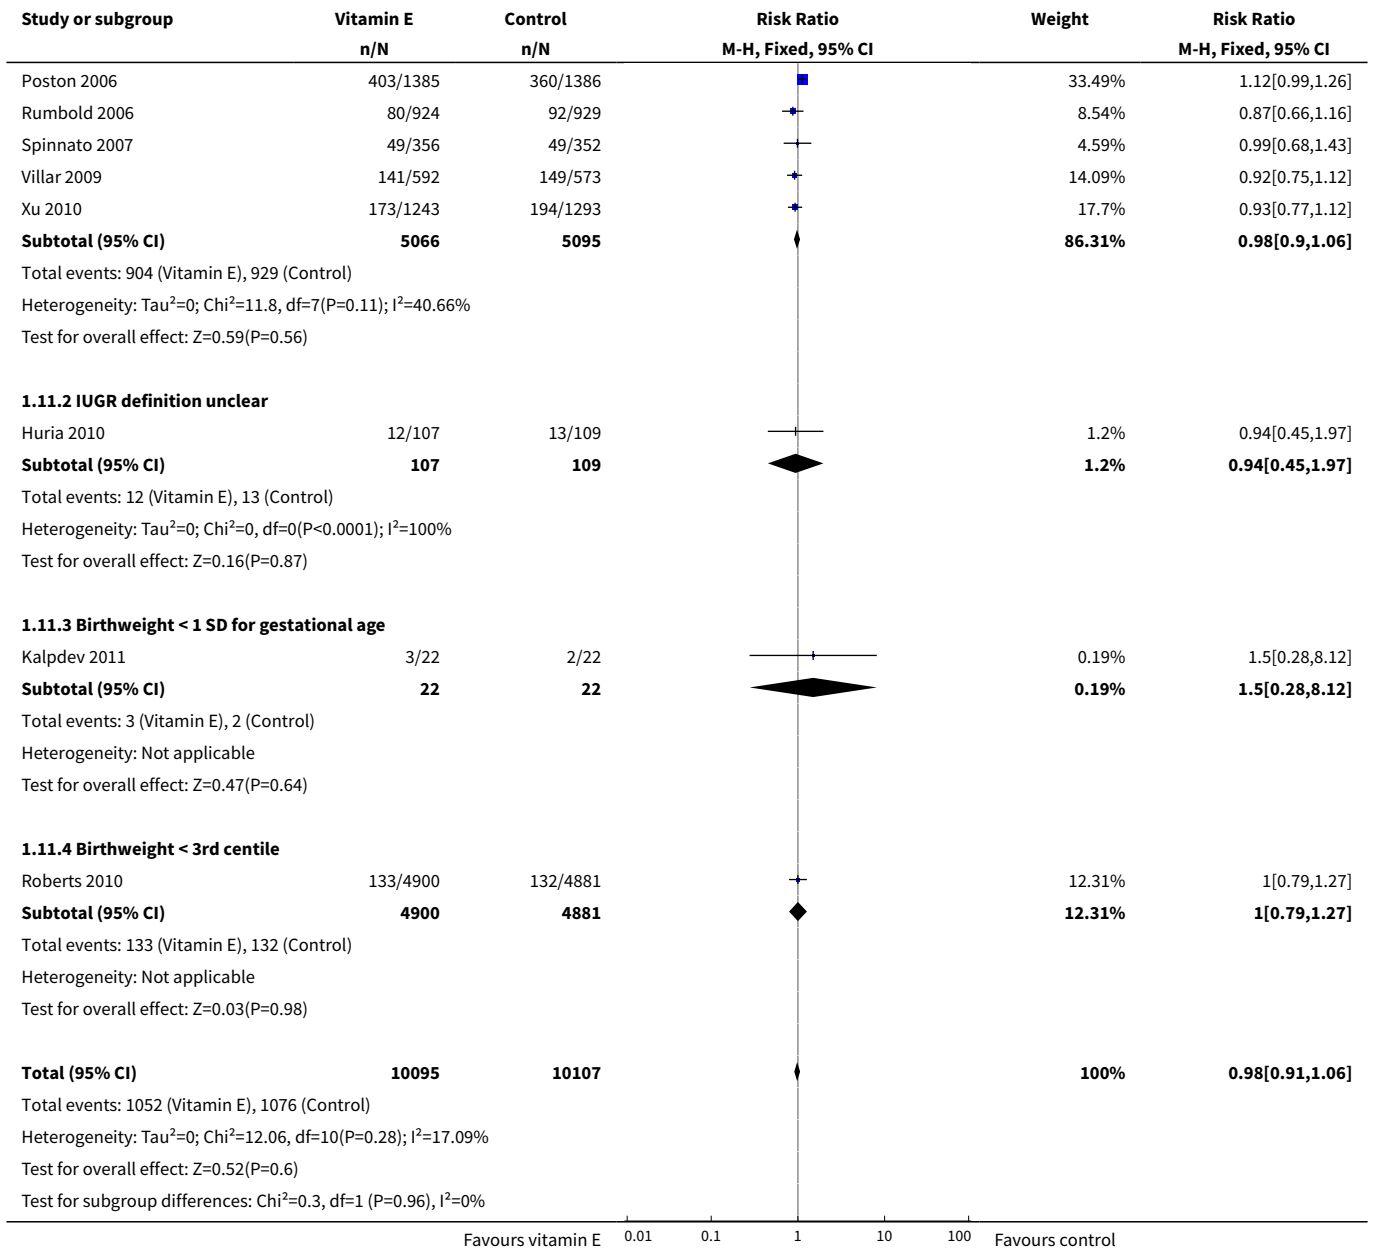 Study or subgroup Vitamin E Control Risk Ratio Weight Risk Ratio
n/N n/N M-H, Fixed, 95% CI M-H, Fixed, 95% CI
Poston 2006 403/1385 360/1386 33.49% 1.12[0.99,1.26]
Rumbold 2006 80/924 92/929 8.54% 0.87[0.66,1.16]
Spinnato 2007 49/356 49/352 4.59% 0.99[0.68,1.43]
Villar 2009 141/592 149/573 14.09% 0.92[0.75,1.12]
Xu 2010 173/1243 194/1293 17.7% 0.93[0.77,1.12]
Subtotal (95% CI) 5066 5095 86.31% 0.98[0.9,1.06]
Total events: 904 (Vitamin E), 929 (Control)
Heterogeneity: Tau²=0; Chi²=11.8, df=7(P=0.11); I²=40.66%
Test for overall effect: Z=0.59(P=0.56)
1.11.2 IUGR definition unclear
Huria 2010 12/107 13/109 1.2% 0.94[0.45,1.97]
Subtotal (95% CI) 107 109 1.2% 0.94[0.45,1.97]
Total events: 12 (Vitamin E), 13 (Control)
Heterogeneity: Tau²=0; Chi²=0, df=0(P<0.0001); I²=100%
Test for overall effect: Z=0.16(P=0.87)
1.11.3 Birthweight < 1 SD for gestational age
Kalpdev 2011 3/22 2/22 0.19% 1.5[0.28,8.12]
Subtotal (95% CI) 22 22 0.19% 1.5[0.28,8.12]
Total events: 3 (Vitamin E), 2 (Control)
Heterogeneity: Not applicable
Test for overall effect: Z=0.47(P=0.64)
1.11.4 Birthweight < 3rd centile
Roberts 2010 133/4900 132/4881 12.31% 1[0.79,1.27]
Subtotal (95% CI) 4900 4881 12.31% 1[0.79,1.27]
Total events: 133 (Vitamin E), 132 (Control)
Heterogeneity: Not applicable
Test for overall effect: Z=0.03(P=0.98)
Total (95% CI) 10095 10107 100% 0.98[0.91,1.06]
Total events: 1052 (Vitamin E), 1076 (Control)
Heterogeneity: Tau²=0; Chi²=12.06, df=10(P=0.28); I²=17.09%
Test for overall effect: Z=0.52(P=0.6)
Test for subgroup differences: Chi²=0.3, df=1 (P=0.96), I²=0%
Favours vitamin E 0.01 0.1 1 10 100 Favours control